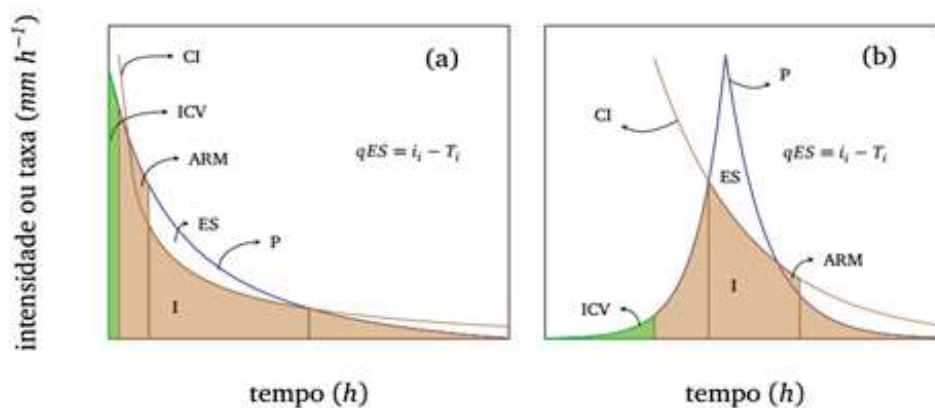 intensidade ou taxa (mm h⁻¹)
(a)
CI
ICV
ARM
qES = iᵢ − Tᵢ
ES
P
I
tempo (h)
(b)
P
CI
qES = iᵢ − Tᵢ
ES
ARM
I
ICV
tempo (h)